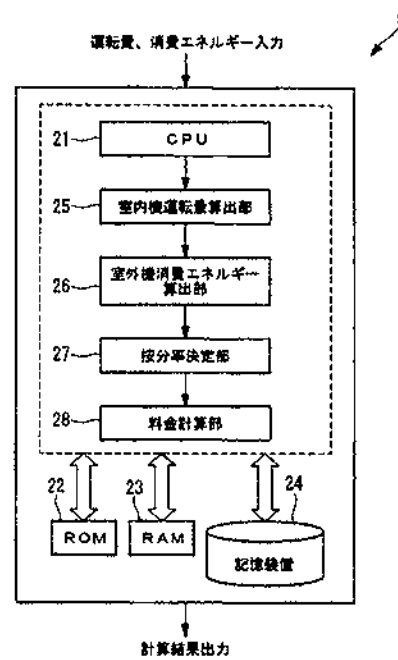 運転費、消費エネルギー入力
21
CPU
25
室内機運転量算出部
26
室外機消費エネルギー
算出部
27
按分率決定部
28
料金計算部
22
23
24
ROM
RAM
記憶装置
計算結果出力